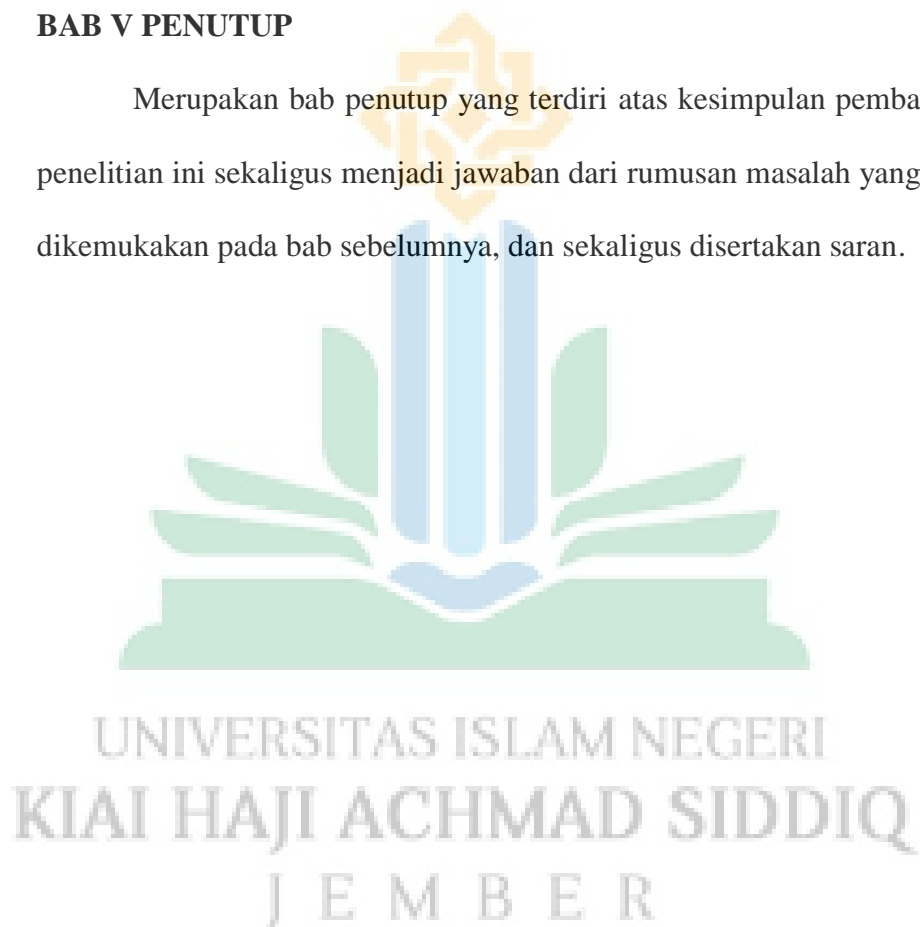 BAB V PENUTUP
Merupakan bab penutup yang terdiri atas kesimpulan pemba
penelitian ini sekaligus menjadi jawaban dari rumusan masalah yang
dikemukakan pada bab sebelumnya, dan sekaligus disertakan saran.
UNIVERSITAS ISLAM NEGERI
KIAI HAJI ACHMAD SIDDIQ
JEMBER